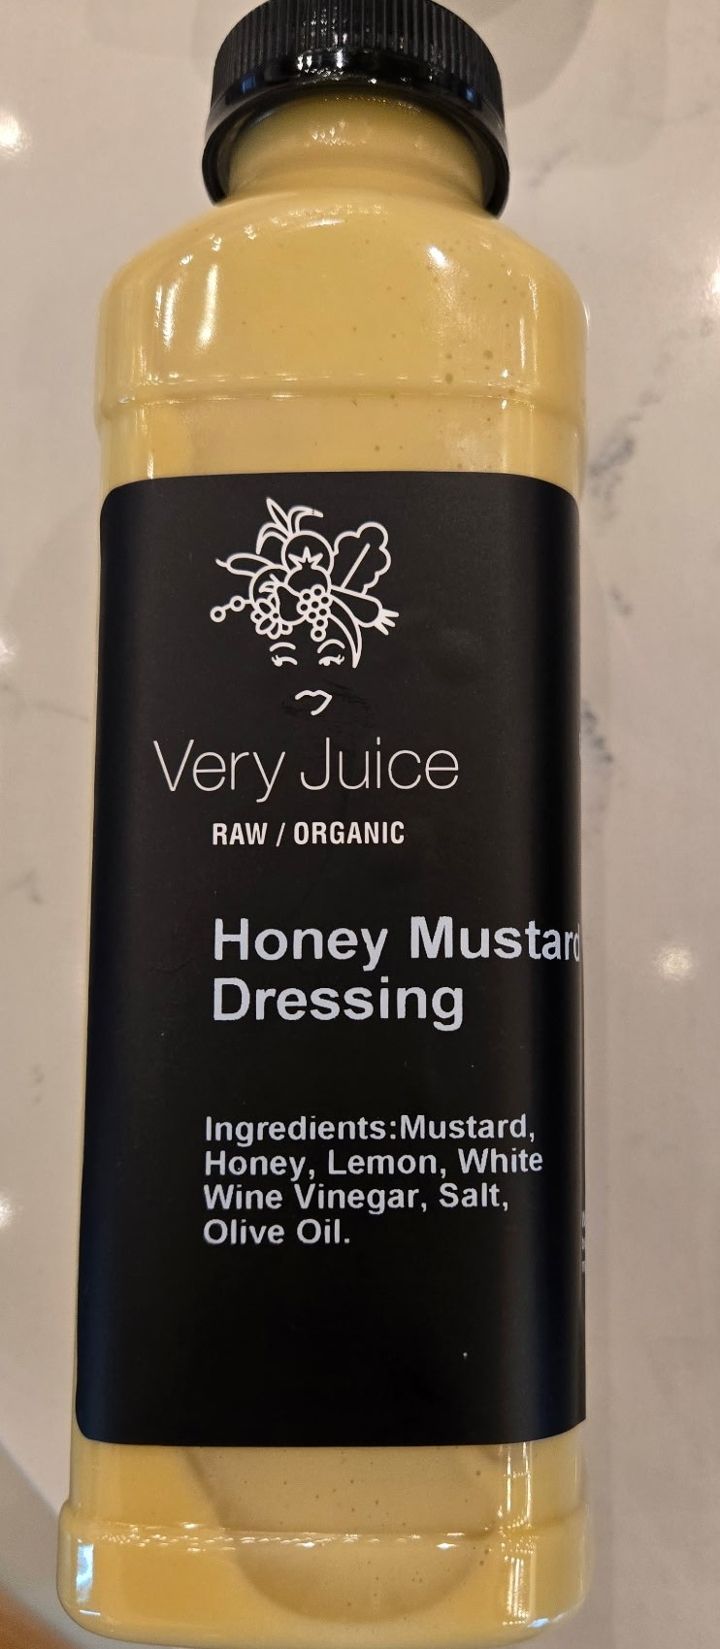 Very Juice
RAW / ORGANIC
Honey Mustard
Dressing
Ingredients:Mustard,
Honey, Lemon, White
Wine Vinegar, Salt,
Olive Oil.